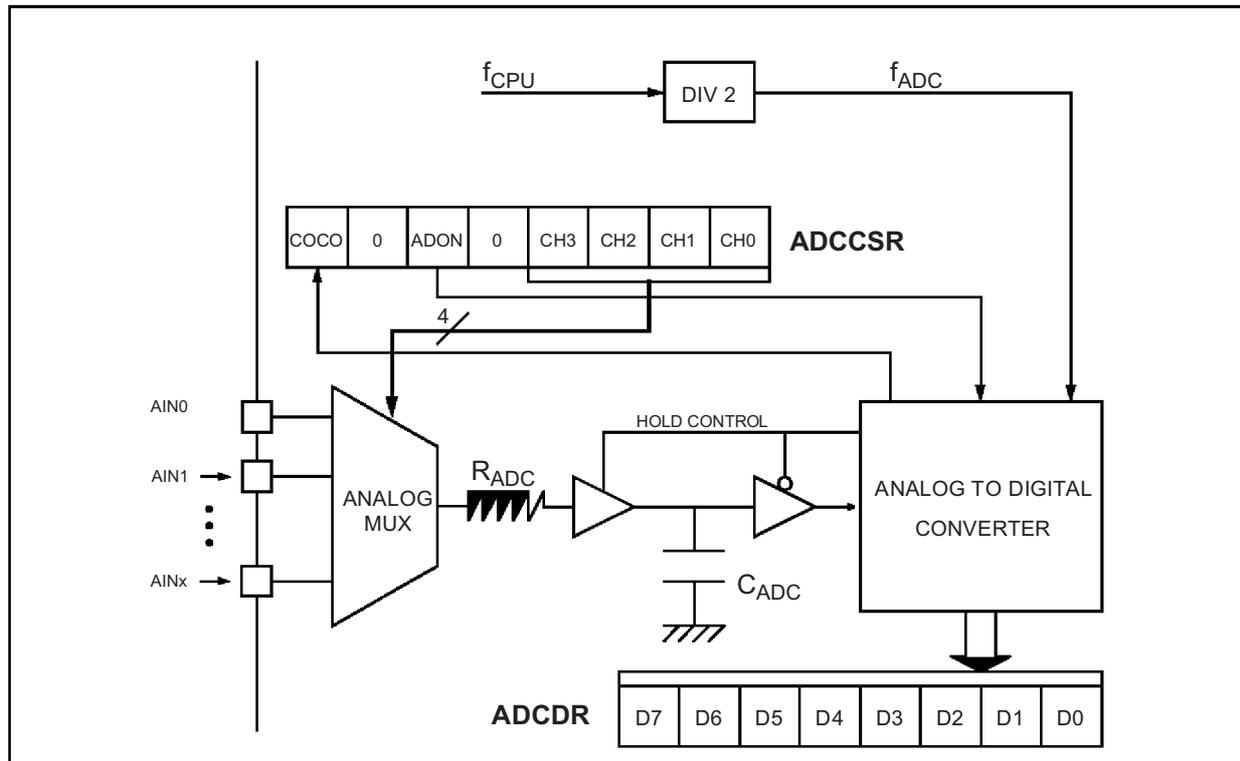 fCPU
DIV 2
fADC
COCO 0 ADON 0 CH3 CH2 CH1 CH0
ADCCSR
4
AIN0
HOLD CONTROL
AIN1
RADC
ANALOG
MUX
ANALOG TO DIGITAL
CONVERTER
AINx
CADC
ADCDR
D7 D6 D5 D4 D3 D2 D1 D0